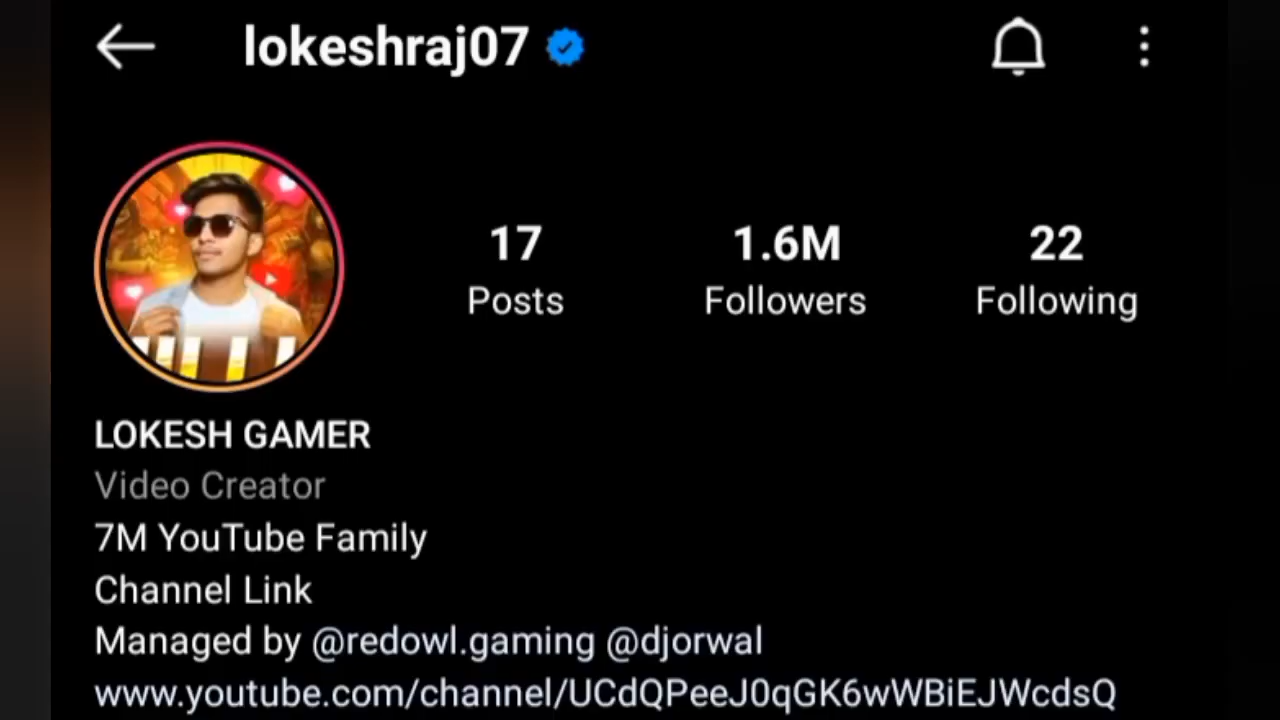 lokeshraj07
17 1.6M 22
Posts Followers Following
LOKESH GAMER
Video Creator
7M YouTube Family
Channel Link
Managed by @redowl.gaming @djorwal
www.youtube.com/channel/UCdQPeeJ0qGK6wWBiEJWcdsQ